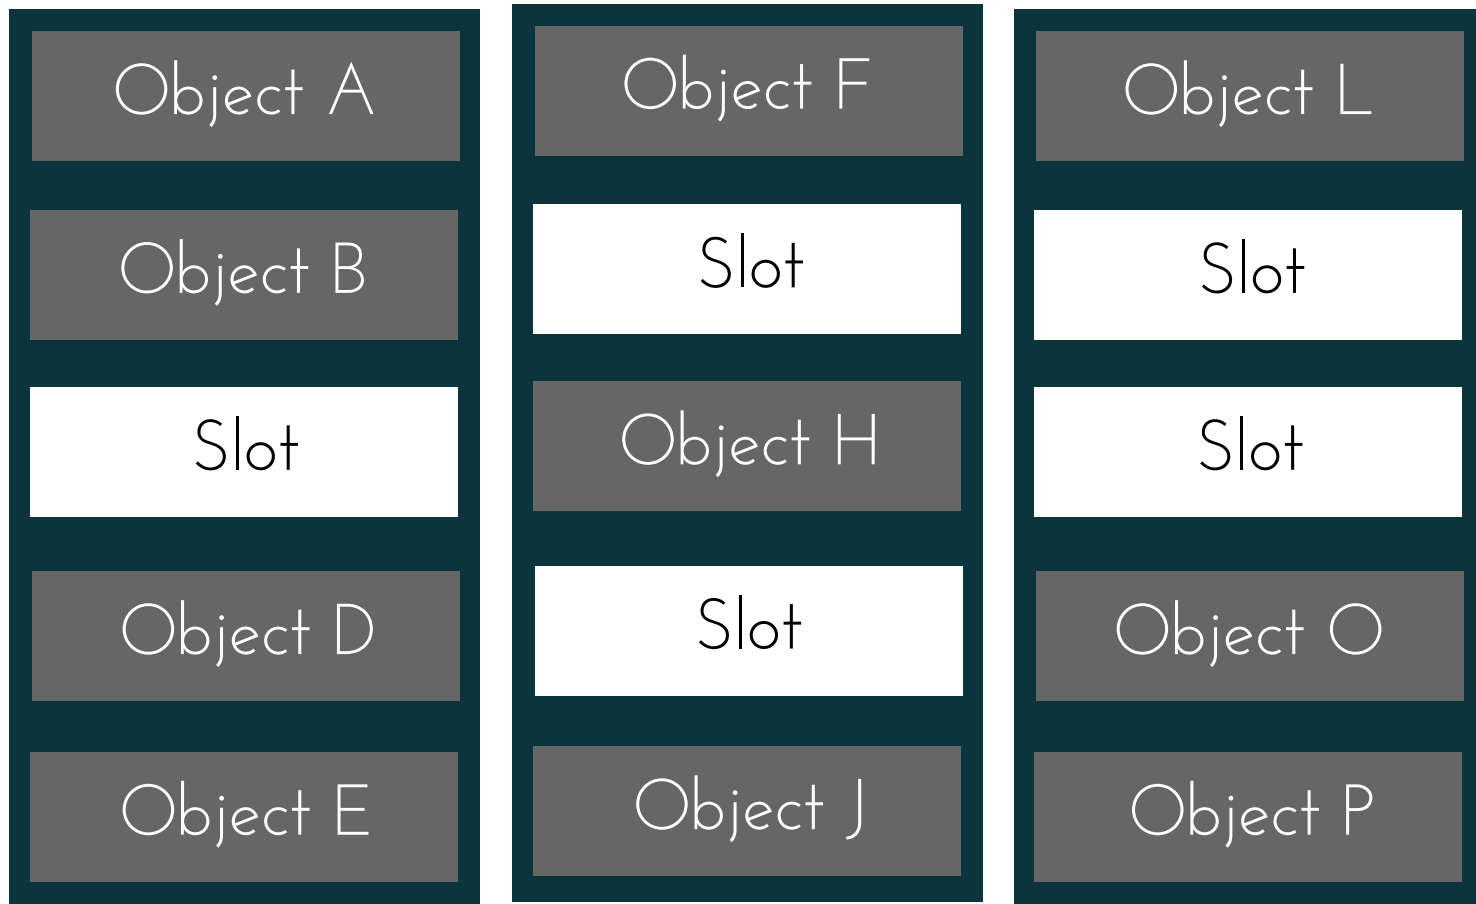 Object A
Object B
Slot
Object D
Object E
Object F
Slot
Object H
Slot
Object J
Object L
Slot
Slot
Object O
Object P